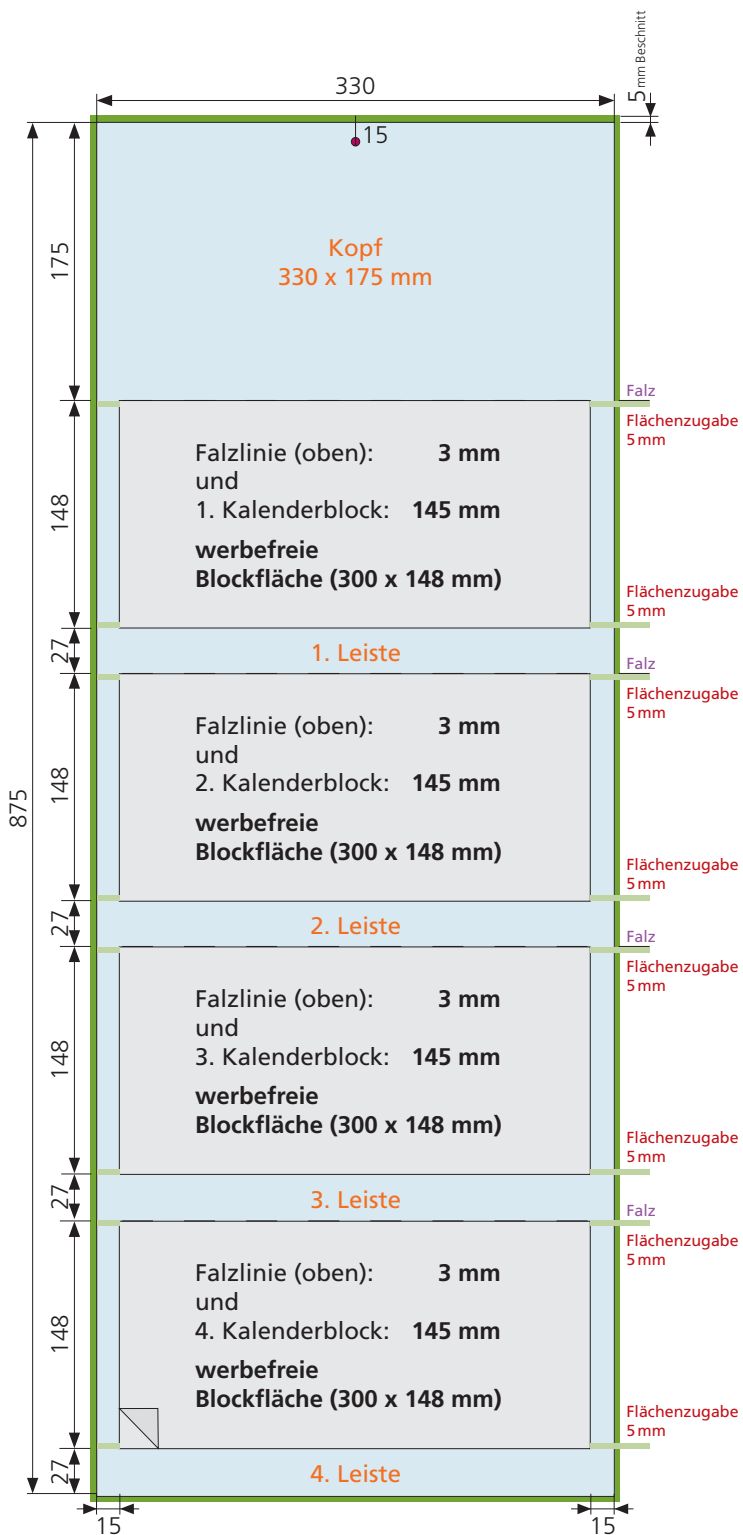 5 mm Beschnitt
330
15
175
Kopf
330 x 175 mm
Falz
Flächenzugabe
5 mm
148
Falzlinie (oben): 3 mm
und
1. Kalenderblock: 145 mm
werbefreie
Blockfläche (300 x 148 mm)
Flächenzugabe
5 mm
27
1. Leiste
Falz
Flächenzugabe
5 mm
875
148
Falzlinie (oben): 3 mm
und
2. Kalenderblock: 145 mm
werbefreie
Blockfläche (300 x 148 mm)
Flächenzugabe
5 mm
27
2. Leiste
Falz
Flächenzugabe
5 mm
148
Falzlinie (oben): 3 mm
und
3. Kalenderblock: 145 mm
werbefreie
Blockfläche (300 x 148 mm)
Flächenzugabe
5 mm
27
3. Leiste
Falz
Flächenzugabe
5 mm
148
Falzlinie (oben): 3 mm
und
4. Kalenderblock: 145 mm
werbefreie
Blockfläche (300 x 148 mm)
Flächenzugabe
5 mm
27
4. Leiste
15
15